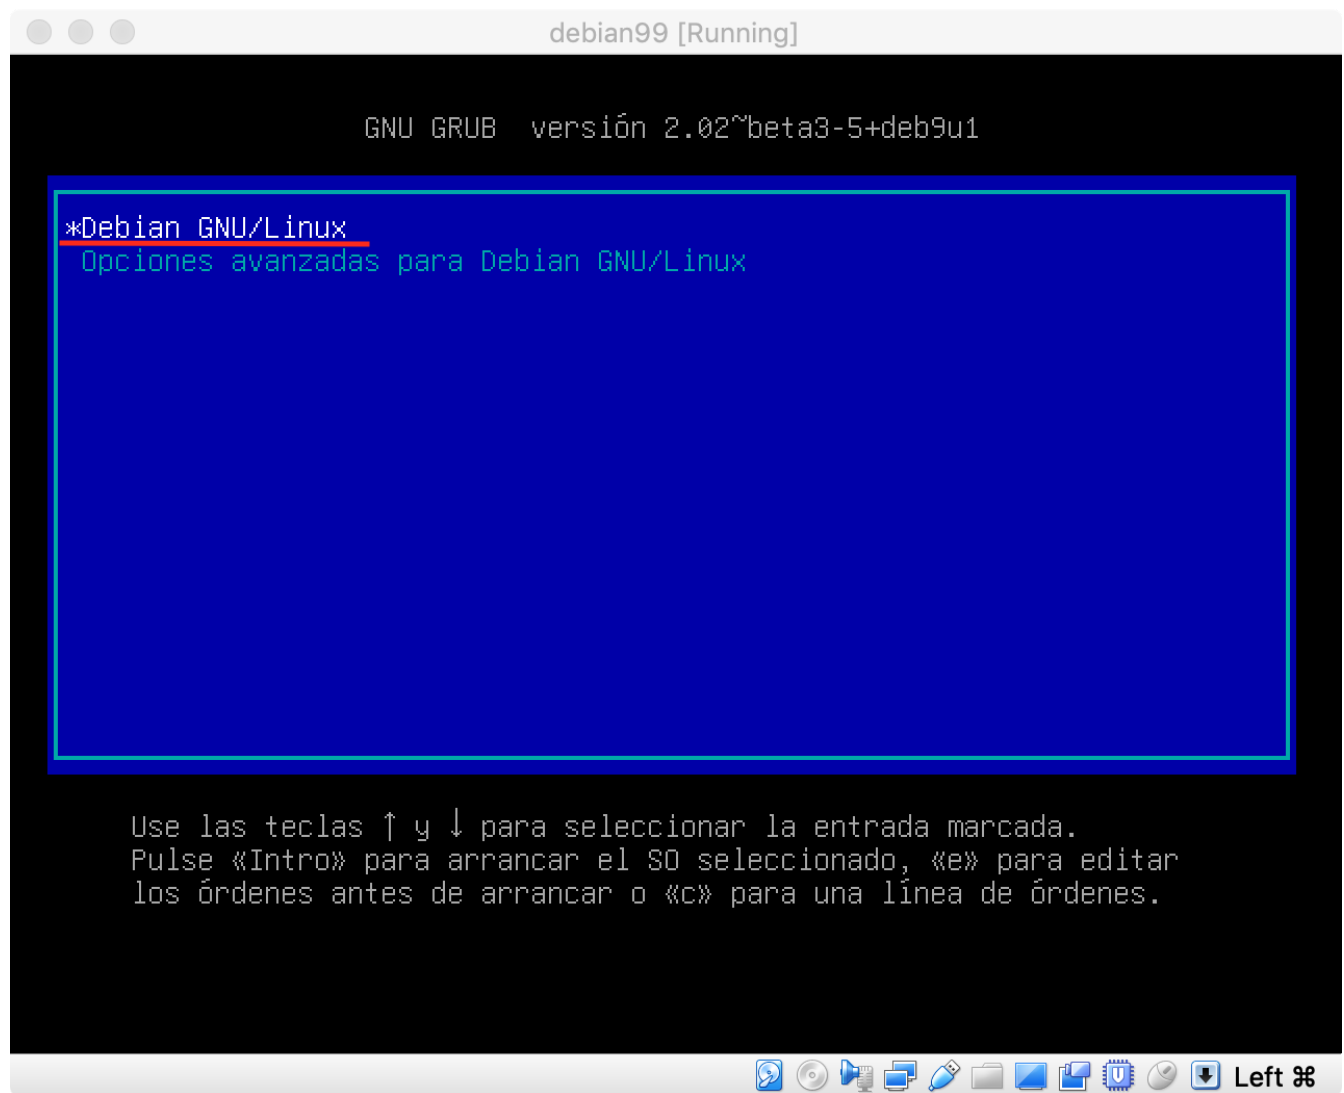 debian99 [Running]
GNU GRUB versión 2.02~beta3-5+deb9u1
*Debian GNU/Linux
Opciones avanzadas para Debian GNU/Linux
Use las teclas ↑ y ↓ para seleccionar la entrada marcada.
Pulse «Intro» para arrancar el SO seleccionado, «e» para editar
los órdenes antes de arrancar o «c» para una línea de órdenes.
Left ⌘